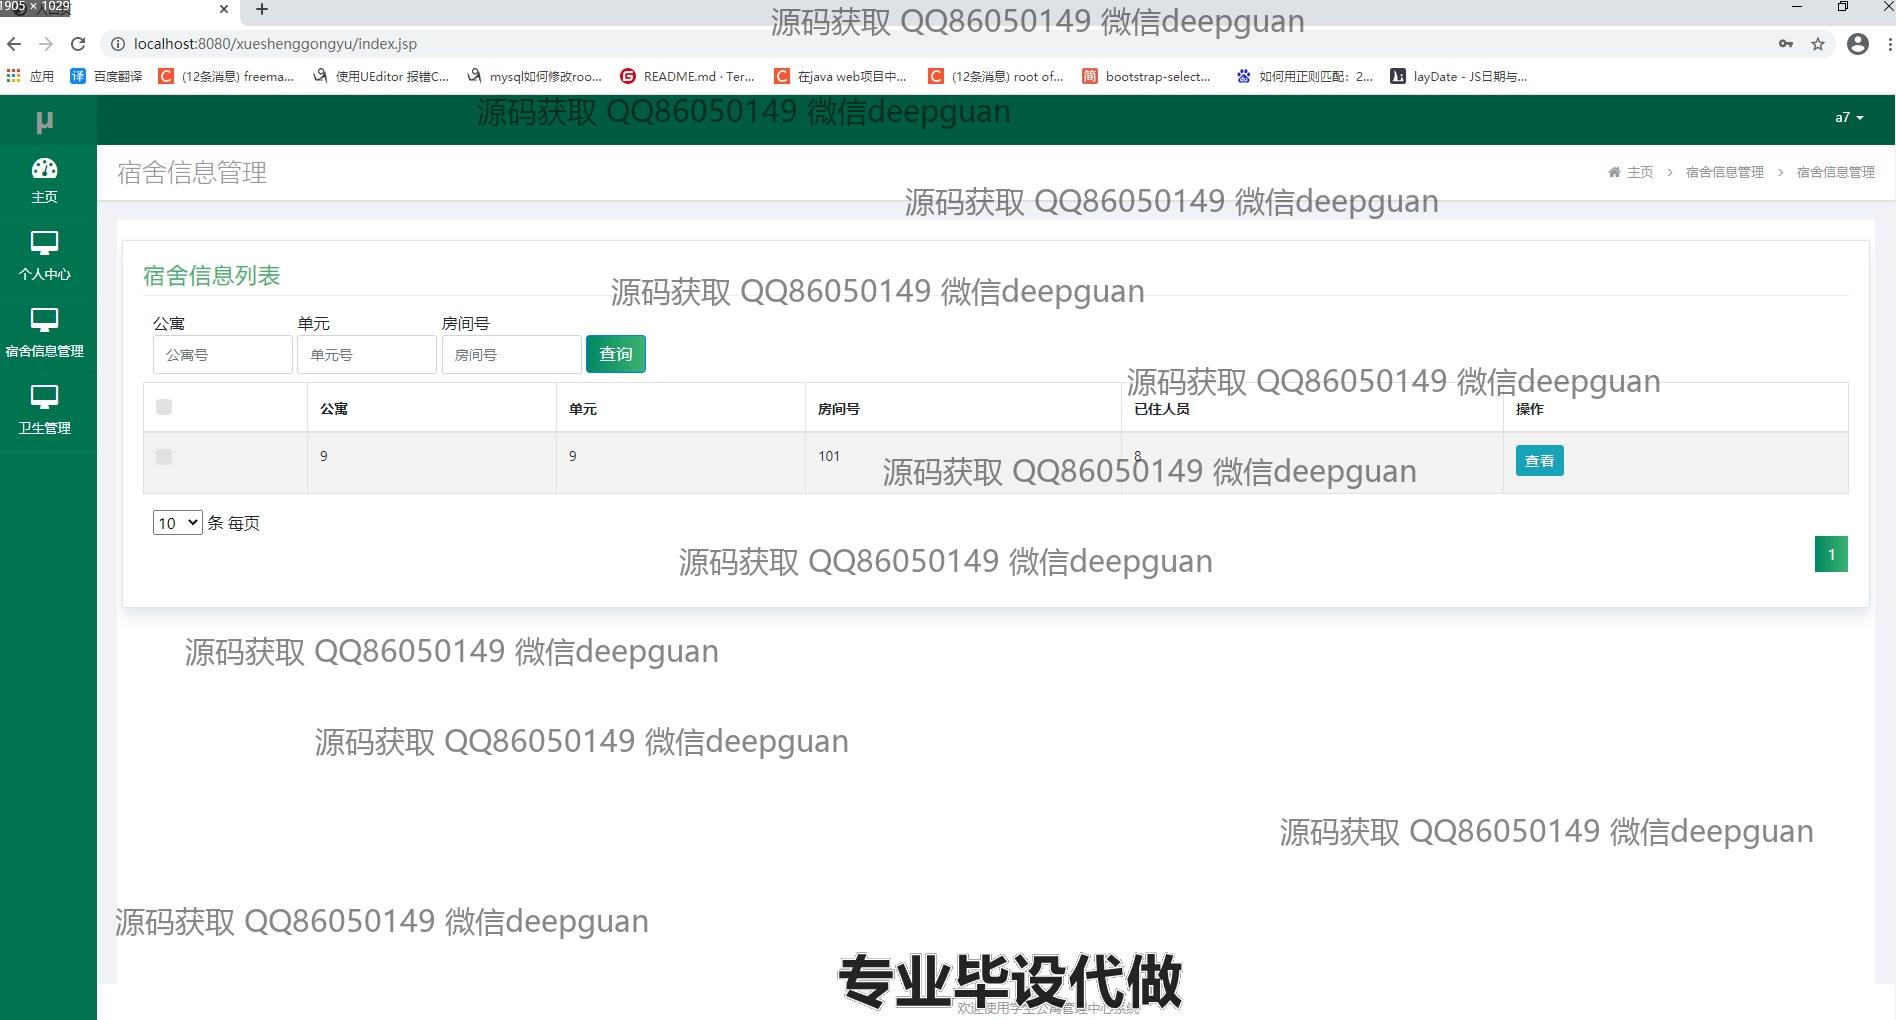 1905 × 1029
源码获取 QQ86050149 微信deepguan
localhost:8080/xueshenggongyu/index.jsp
应用 百度翻译 (12条消息) freema... 使用UEditor 报错C... mysql如何修改roo... README.md · Ter... 在java web项目中... (12条消息) root of... bootstrap-select... 如何用正则匹配：2... layDate - JS日期与...
源码获取 QQ86050149 微信deepguan
µ
a7
主页
宿舍信息管理
主页 > 宿舍信息管理 > 宿舍信息管理
源码获取 QQ86050149 微信deepguan
个人中心
宿舍信息列表
源码获取 QQ86050149 微信deepguan
公寓 单元 房间号
宿舍信息管理
公寓号 单元号 房间号 查询
源码获取 QQ86050149 微信deepguan
公寓 单元 房间号 已住人员 操作
卫生管理
9 9 101 8 查看
源码获取 QQ86050149 微信deepguan
10 条 每页
1
源码获取 QQ86050149 微信deepguan
源码获取 QQ86050149 微信deepguan
源码获取 QQ86050149 微信deepguan
源码获取 QQ86050149 微信deepguan
源码获取 QQ86050149 微信deepguan
专业毕设代做
欢迎使用学生公寓管理中心系统